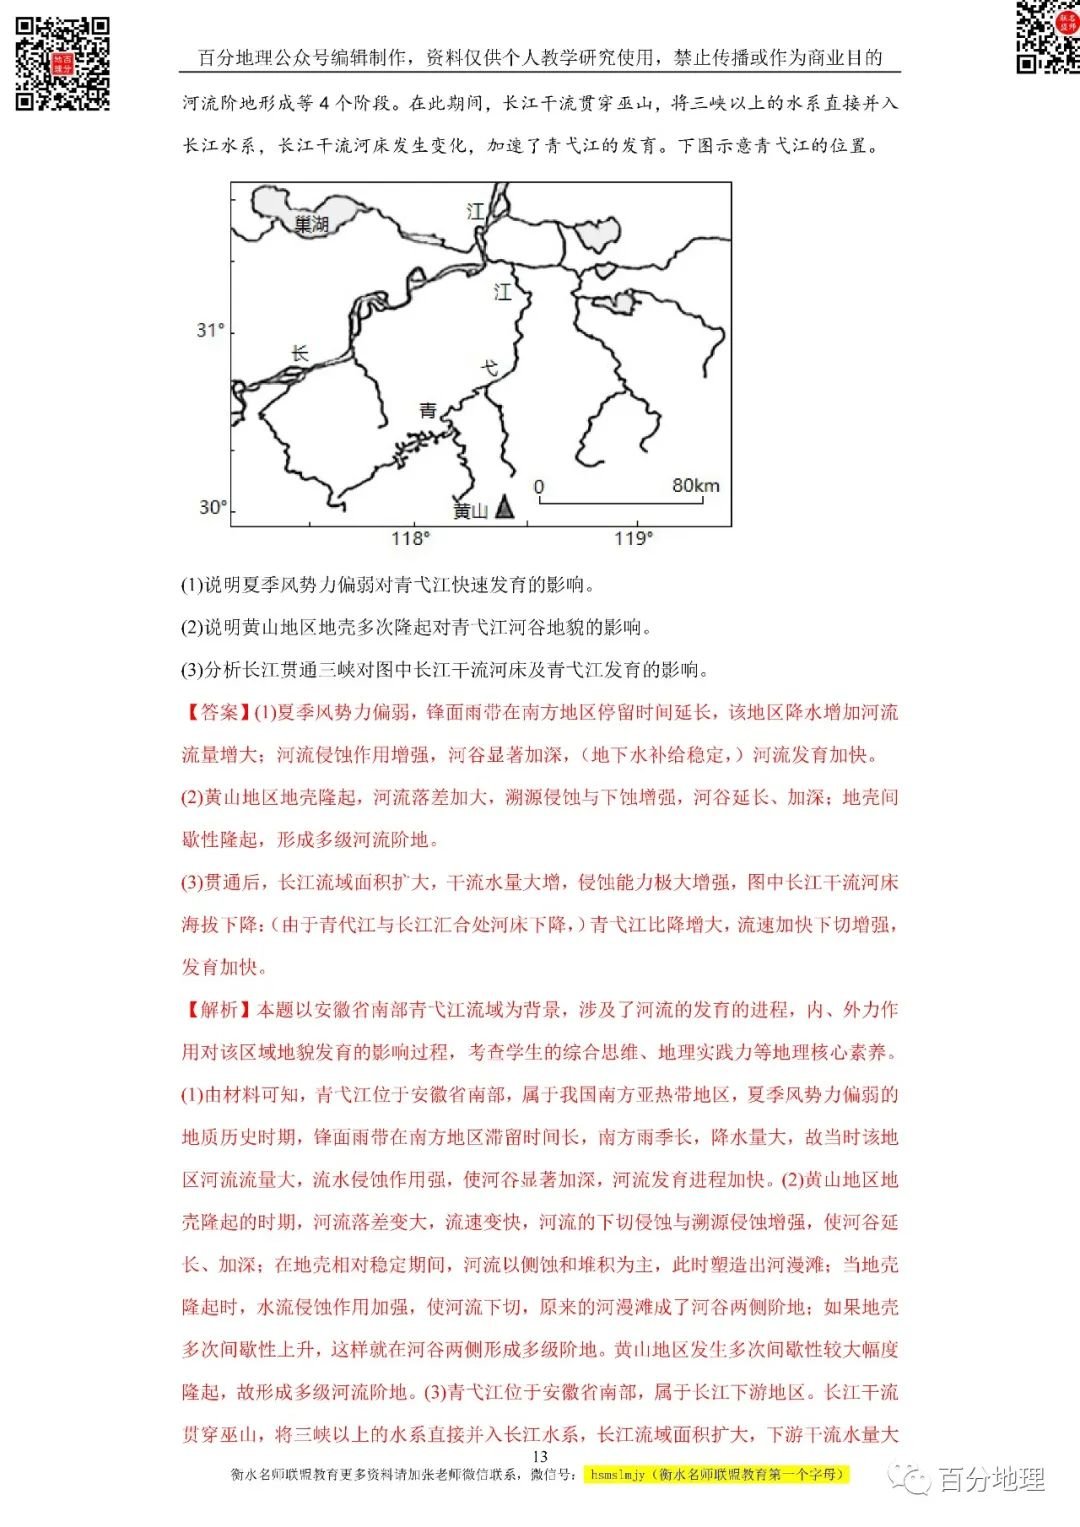 百分地理公众号编辑制作，资料仅供个人教学研究使用，禁止传播或作为商业目的
河流阶地形成等 4 个阶段。在此期间，长江干流贯穿巫山，将三峡以上的水系直接并入
长江水系，长江干流河床发生变化，加速了青弋江的发育。下图示意青弋江的位置。
巢湖
江
江
31°
长
弋
青
0
80km
30°
黄山
118°
119°
(1)说明夏季风势力偏弱对青弋江快速发育的影响。
(2)说明黄山地区地壳多次隆起对青弋江河谷地貌的影响。
(3)分析长江贯通三峡对图中长江干流河床及青弋江发育的影响。
【答案】(1)夏季风势力偏弱，锋面雨带在南方地区停留时间延长，该地区降水增加河流
流量增大；河流侵蚀作用增强，河谷显著加深，（地下水补给稳定，）河流发育加快。
(2)黄山地区地壳隆起，河流落差加大，溯源侵蚀与下蚀增强，河谷延长、加深；地壳间
歇性隆起，形成多级河流阶地。
(3)贯通后，长江流域面积扩大，干流水量大增，侵蚀能力极大增强，图中长江干流河床
海拔下降：（由于青代江与长江汇合处河床下降，）青弋江比降增大，流速加快下切增强，
发育加快。
【解析】本题以安徽省南部青弋江流域为背景，涉及了河流的发育的进程，内、外力作
用对该区域地貌发育的影响过程，考查学生的综合思维、地理实践力等地理核心素养。
(1)由材料可知，青弋江位于安徽省南部，属于我国南方亚热带地区，夏季风势力偏弱的
地质历史时期，锋面雨带在南方地区滞留时间长，南方雨季长，降水量大，故当时该地
区河流流量大，流水侵蚀作用强，使河谷显著加深，河流发育进程加快。(2)黄山地区地
壳隆起的时期，河流落差变大，流速变快，河流的下切侵蚀与溯源侵蚀增强，使河谷延
长、加深；在地壳相对稳定期间，河流以侧蚀和堆积为主，此时塑造出河漫滩；当地壳
隆起时，水流侵蚀作用加强，使河流下切，原来的河漫滩成了河谷两侧阶地；如果地壳
多次间歇性上升，这样就在河谷两侧形成多级阶地。黄山地区发生多次间歇性较大幅度
隆起，故形成多级河流阶地。(3)青弋江位于安徽省南部，属于长江下游地区。长江干流
贯穿巫山，将三峡以上的水系直接并入长江水系，长江流域面积扩大，下游干流水量大
13
衡水名师联盟教育更多资料请加张老师微信联系，微信号： hsmslmjy（衡水名师联盟教育第一个字母）
百分地理